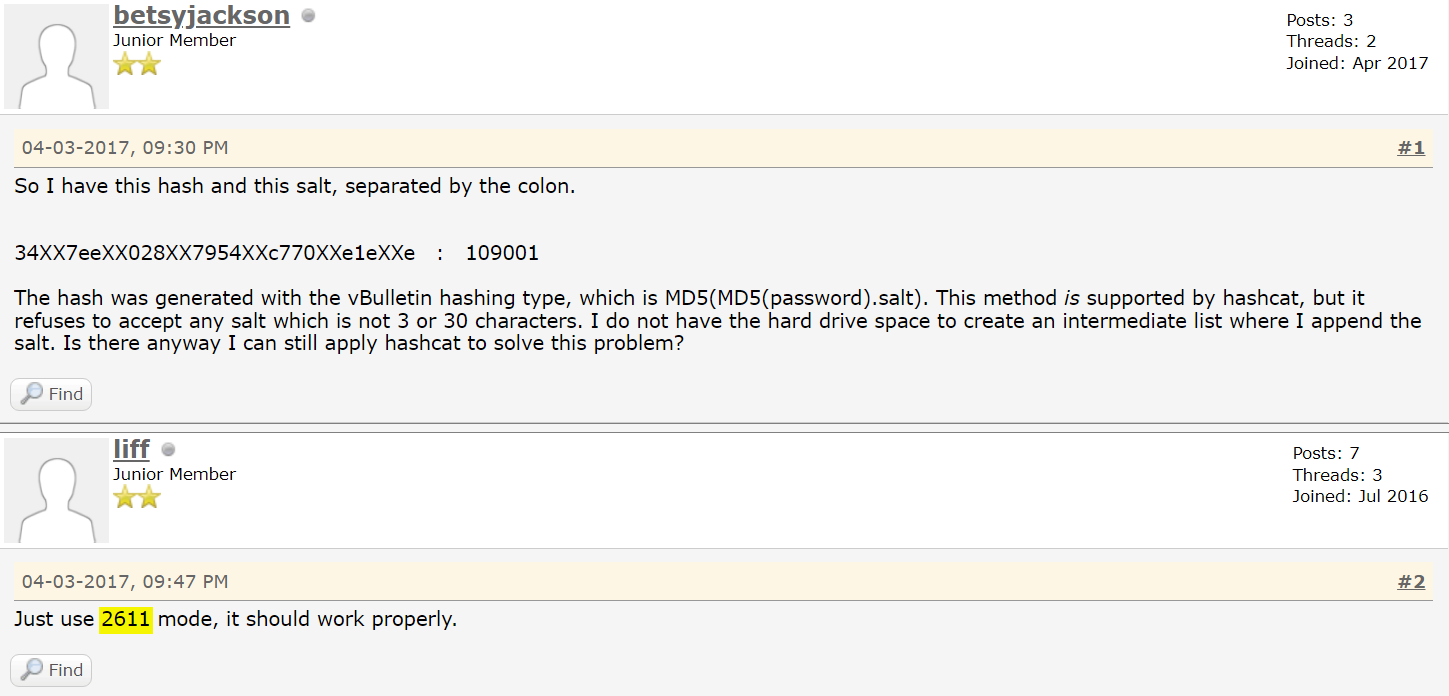 betsyjackson
Junior Member
Posts: 3
Threads: 2
Joined: Apr 2017
04-03-2017, 09:30 PM
#1
So I have this hash and this salt, separated by the colon.
34XX7eeXX028XX7954XXc770XXe1eXXe : 109001
The hash was generated with the vBulletin hashing type, which is MD5(MD5(password).salt). This method is supported by hashcat, but it
refuses to accept any salt which is not 3 or 30 characters. I do not have the hard drive space to create an intermediate list where I append the
salt. Is there anyway I can still apply hashcat to solve this problem?
Find
liff
Junior Member
Posts: 7
Threads: 3
Joined: Jul 2016
04-03-2017, 09:47 PM
#2
Just use 2611 mode, it should work properly.
Find